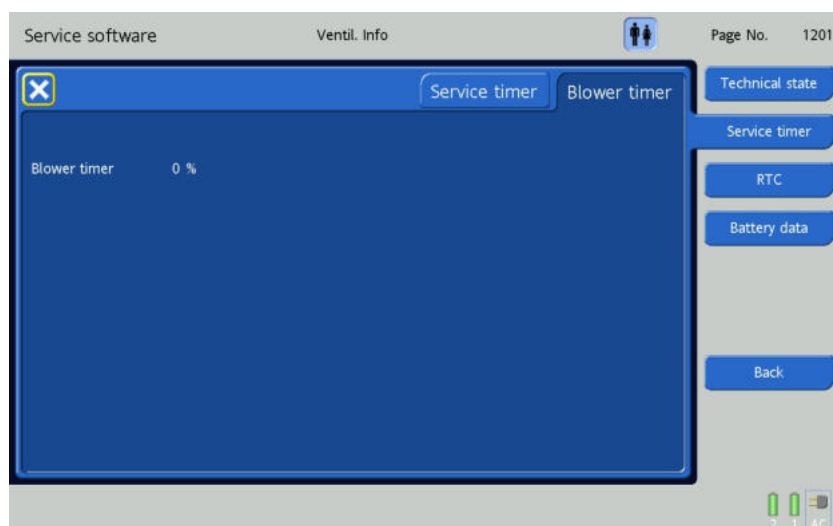 Service software Ventil. Info Page No. 1201
Service timer Blower timer
Blower timer 0 %
Technical state
Service timer
RTC
Battery data
Back
2 1 AC